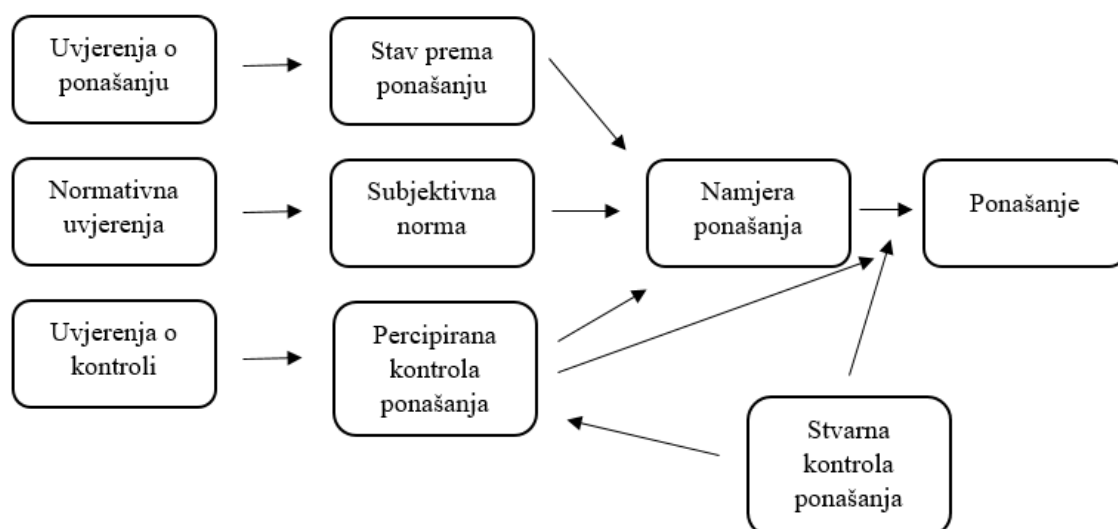 Uvjerenja o
ponašanju
Stav prema
ponašanju
Normativna
uvjerenja
Subjektivna
norma
Namjera
ponašanja
Ponašanje
Uvjerenja o
kontroli
Percipirana
kontrola
ponašanja
Stvarna
kontrola
ponašanja